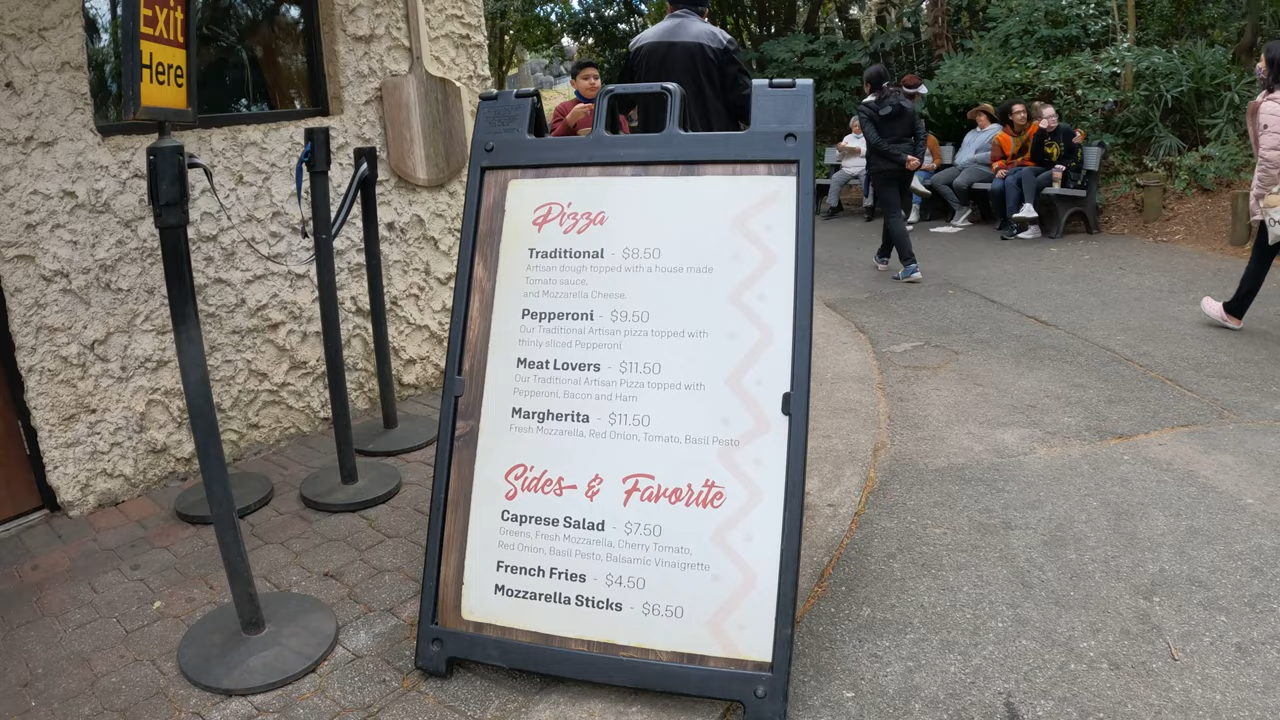 Exit
Here
Pizza
Traditional - $8.50
Artisan dough topped with a house made
Tomato sauce,
and Mozzarella Cheese.
Pepperoni - $9.50
Our Traditional Artisan pizza topped with
thinly sliced Pepperoni
Meat Lovers - $11.50
Our Traditional Artisan Pizza topped with
Pepperoni, Bacon and Ham
Margherita - $11.50
Fresh Mozzarella, Red Onion, Tomato, Basil Pesto
Sides & Favorite
Caprese Salad - $7.50
Greens, Fresh Mozzarella, Cherry Tomato,
Red Onion, Basil Pesto, Balsamic Vinaigrette
French Fries - $4.50
Mozzarella Sticks - $6.50